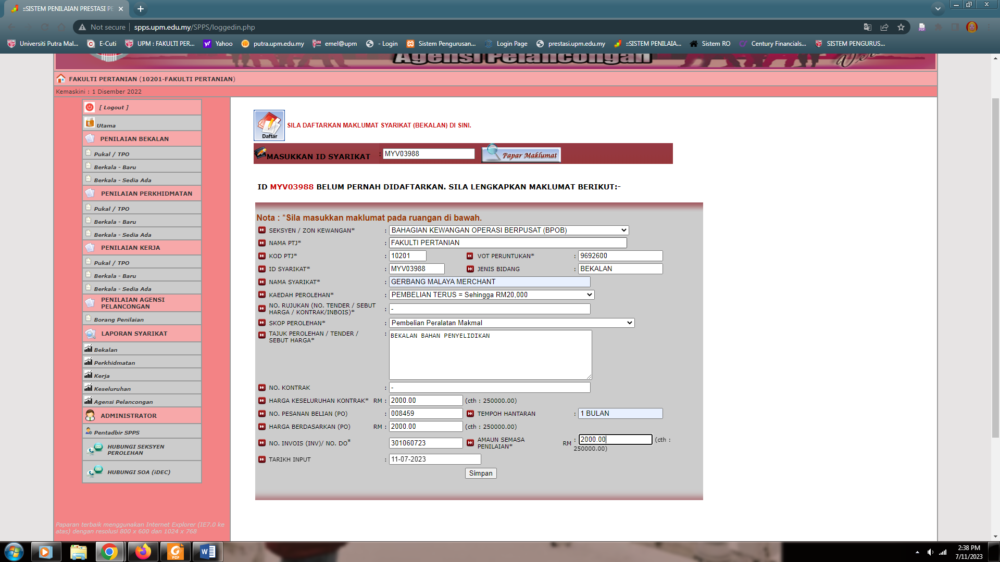 ::SISTEM PENILAIAN PRESTASI PE
Not secure
spps.upm.edu.my/SPPS/loggedin.php
Universiti Putra Mal...
E-Cuti
UPM : FAKULTI PER...
Yahoo
putra.upm.edu.my
emel@upm
- Login
Sistem Pengurusan...
Login Page
prestasi.upm.edu.my
::SISTEM PENILAIA...
Sistem RO
Century Financials...
SISTEM PENGURUS...
Agensi Pelancongan
FAKULTI PERTANIAN (10201-FAKULTI PERTANIAN)
Kemaskini : 1 Disember 2022
[ Logout ]
Utama
PENILAIAN BEKALAN
Pukal / TPO
Berkala - Baru
Berkala - Sedia Ada
PENILAIAN PERKHIDMATAN
Pukal / TPO
Berkala - Baru
Berkala - Sedia Ada
PENILAIAN KERJA
Pukal / TPO
Berkala - Baru
Berkala - Sedia Ada
PENILAIAN AGENSI
PELANCONGAN
Borang Penilaian
LAPORAN SYARIKAT
Bekalan
Perkhidmatan
Kerja
Keseluruhan
Agensi Pelancongan
ADMINISTRATOR
Pentadbir SPPS
HUBUNGI SEKSYEN
PEROLEHAN
HUBUNGI SOA (iDEC)
Paparan terbaik menggunakan Internet Explorer (IE7.0 ke
atas) dengan resolusi 800 x 600 dan 1024 x 768
Daftar
SILA DAFTARKAN MAKLUMAT SYARIKAT (BEKALAN) DI SINI.
MASUKKAN ID SYARIKAT : MYV03988 Papar Maklumat
ID MYV03988 BELUM PERNAH DIDAFTARKAN. SILA LENGKAPKAN MAKLUMAT BERIKUT:-
Nota : *Sila masukkan maklumat pada ruangan di bawah.
SEKSYEN / ZON KEWANGAN* : BAHAGIAN KEWANGAN OPERASI BERPUSAT (BPOB)
NAMA PTJ* : FAKULTI PERTANIAN
KOD PTJ* : 10201 VOT PERUNTUKAN* : 9692600
ID SYARIKAT* : MYV03988 JENIS BIDANG : BEKALAN
NAMA SYARIKAT* : GERBANG MALAYA MERCHANT
KAEDAH PEROLEHAN* : PEMBELIAN TERUS = Sehingga RM20,000
NO. RUJUKAN (NO. TENDER / SEBUT
HARGA / KONTRAK/INBOIS)* : -
SKOP PEROLEHAN* : Pembelian Peralatan Makmal
TAJUK PEROLEHAN / TENDER /
SEBUT HARGA* : BEKALAN BAHAN PENYELIDIKAN
NO. KONTRAK : -
HARGA KESELURUHAN KONTRAK* RM : 2000.00 (cth : 250000.00)
NO. PESANAN BELIAN (PO) : 008459 TEMPOH HANTARAN : 1 BULAN
HARGA BERDASARKAN (PO) RM : 2000.00 (cth : 250000.00)
NO. INVOIS (INV)/ NO. DO* : 301060723 AMAUN SEMASA
PENILAIAN* RM : 2000.00 (cth :
250000.00)
TARIKH INPUT : 11-07-2023
Simpan
2:38 PM
7/11/2023